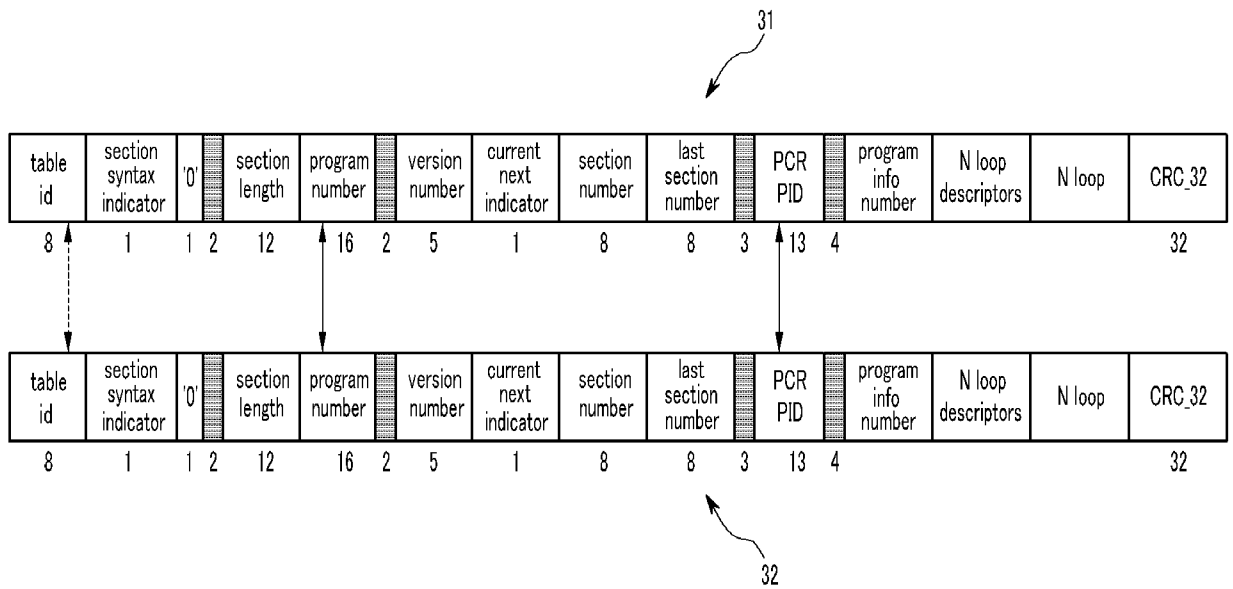 31
table id section syntax indicator '0' section length program number version number current next indicator section number last section number PCR PID program info number N loop descriptors N loop CRC_32
8 1 1 2 12 16 2 5 1 8 8 3 13 4 32
table id section syntax indicator '0' section length program number version number current next indicator section number last section number PCR PID program info number N loop descriptors N loop CRC_32
8 1 1 2 12 16 2 5 1 8 8 3 13 4 32
32